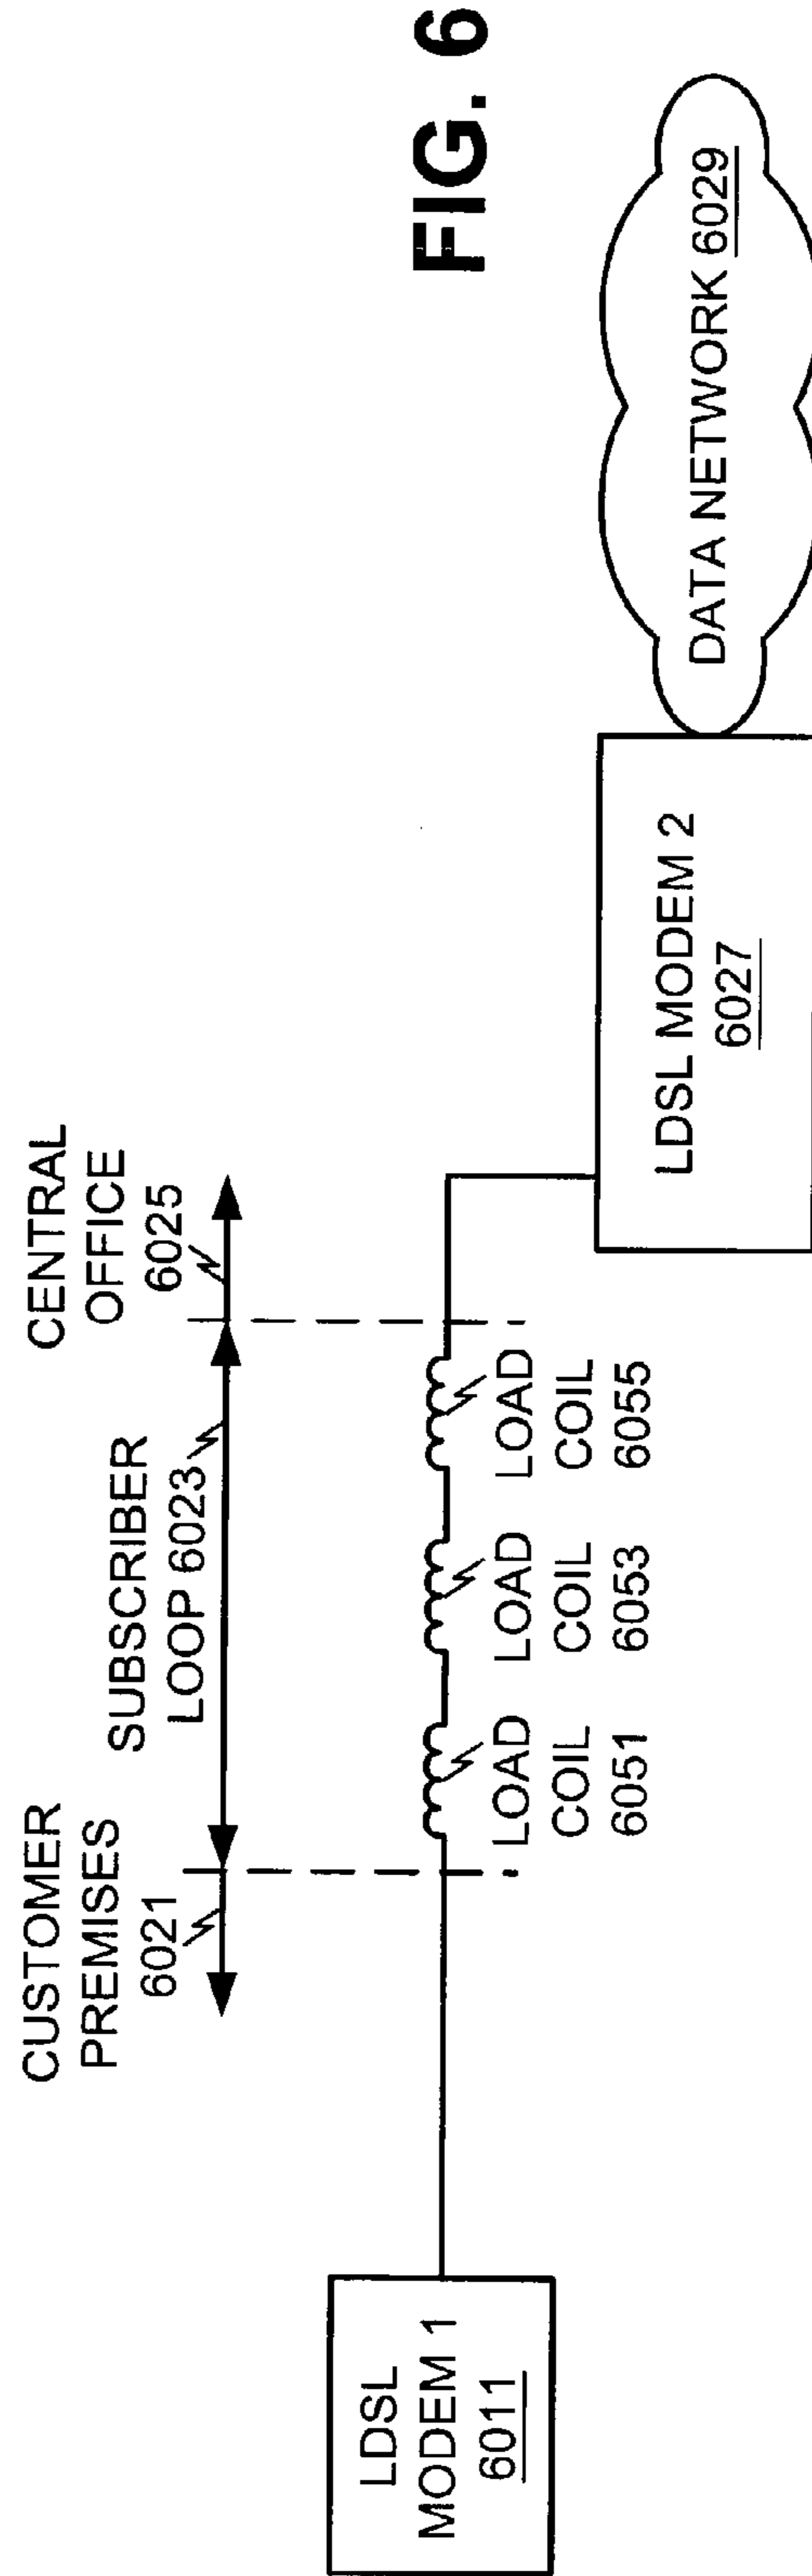 CUSTOMER
PREMISES
6021
SUBSCRIBER
LOOP 6023
CENTRAL
OFFICE
6025
LDSL
MODEM 1
6011
LOAD
COIL
6051
LOAD
COIL
6053
LOAD
COIL
6055
LDSL MODEM 2
6027
DATA NETWORK 6029
FIG. 6